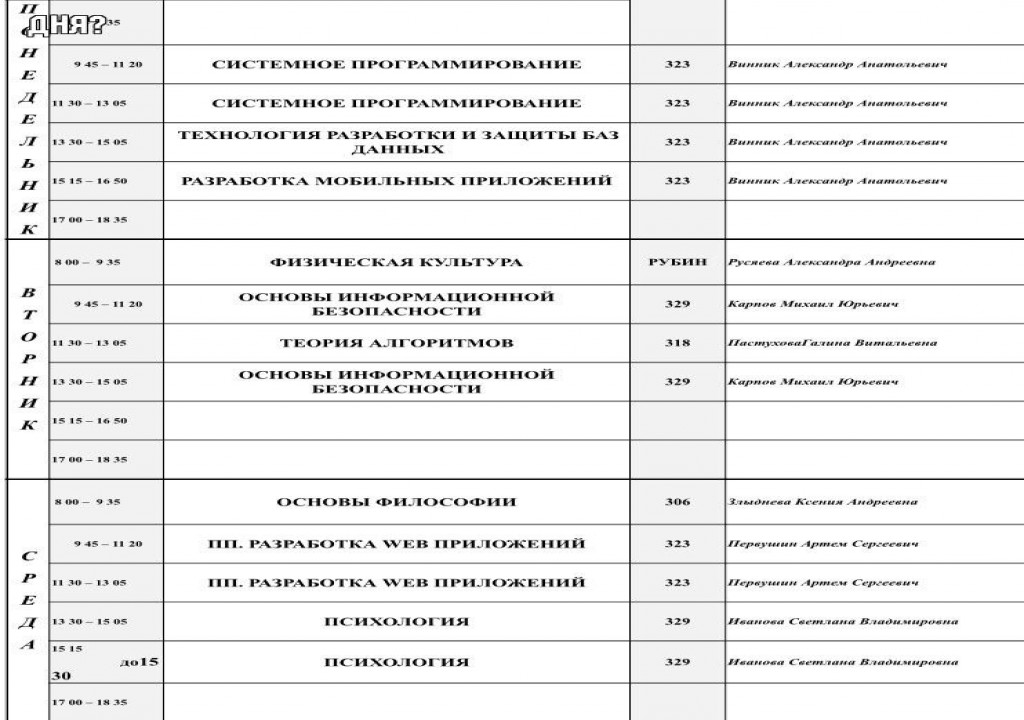 ДНЯ?
ПОНЕДЕЛЬНИК
35
9 45 – 11 20 СИСТЕМНОЕ ПРОГРАММИРОВАНИЕ 323 Винник Александр Анатольевич
11 30 – 13 05 СИСТЕМНОЕ ПРОГРАММИРОВАНИЕ 323 Винник Александр Анатольевич
13 30 – 15 05 ТЕХНОЛОГИЯ РАЗРАБОТКИ И ЗАЩИТЫ БАЗ
ДАННЫХ 323 Винник Александр Анатольевич
15 15 – 16 50 РАЗРАБОТКА МОБИЛЬНЫХ ПРИЛОЖЕНИЙ 323 Винник Александр Анатольевич
17 00 – 18 35
ВТОРНИК
8 00 – 9 35 ФИЗИЧЕСКАЯ КУЛЬТУРА РУБИН Русяева Александра Андреевна
9 45 – 11 20 ОСНОВЫ ИНФОРМАЦИОННОЙ
БЕЗОПАСНОСТИ 329 Карпов Михаил Юрьевич
11 30 – 13 05 ТЕОРИЯ АЛГОРИТМОВ 318 ПастуховаГалина Витальевна
13 30 – 15 05 ОСНОВЫ ИНФОРМАЦИОННОЙ
БЕЗОПАСНОСТИ 329 Карпов Михаил Юрьевич
15 15 – 16 50
17 00 – 18 35
СРЕДА
8 00 – 9 35 ОСНОВЫ ФИЛОСОФИИ 306 Злыднева Ксения Андреевна
9 45 – 11 20 ПП. РАЗРАБОТКА WEB ПРИЛОЖЕНИЙ 323 Первушин Артем Сергеевич
11 30 – 13 05 ПП. РАЗРАБОТКА WEB ПРИЛОЖЕНИЙ 323 Первушин Артем Сергеевич
13 30 – 15 05 ПСИХОЛОГИЯ 329 Иванова Светлана Владимировна
15 15
до15 ПСИХОЛОГИЯ 329 Иванова Светлана Владимировна
30
17 00 – 18 35